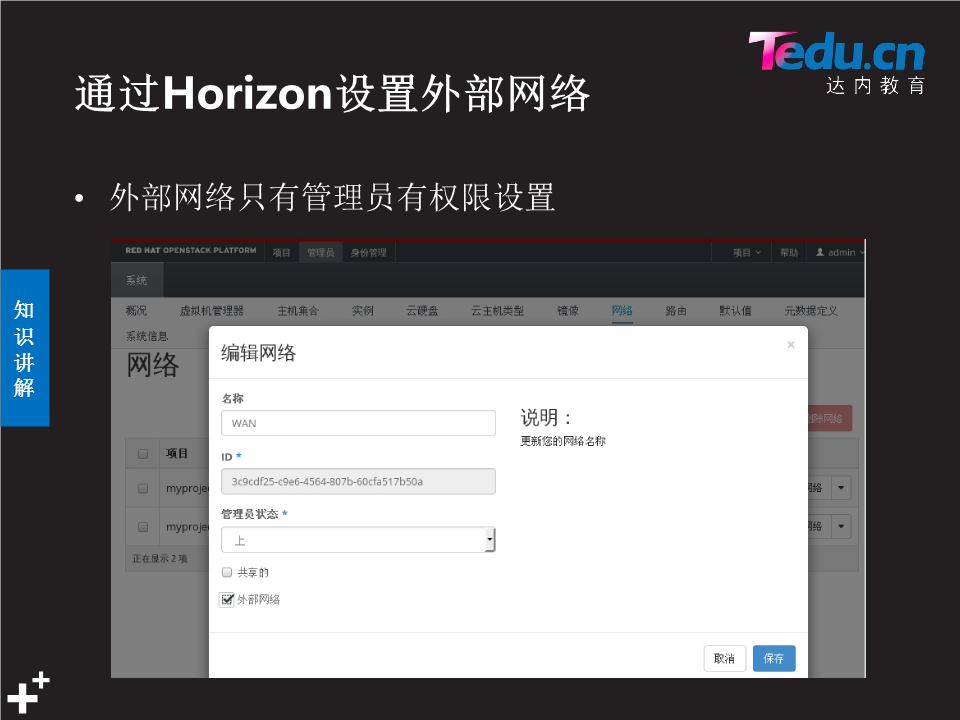 Tedu.cn
达内教育
通过Horizon设置外部网络
• 外部网络只有管理员有权限设置
知识讲解
RED HAT OPENSTACK PLATFORM 项目 管理员 身份管理 项目 帮助 admin
系统
概况 虚拟机管理器 主机集合 实例 云硬盘 云主机类型 镜像 网络 路由 默认值 元数据定义
系统信息
网络
编辑网络 ×
名称
WAN
说明：
更新您的网络名称
删除网络
ID *
3c9cdf25-c9e6-4564-807b-60cfa517b50a
项目
myprojec
网络
管理员状态 *
上
myprojec
网络
正在显示 2 项
共享的
外部网络
取消 保存